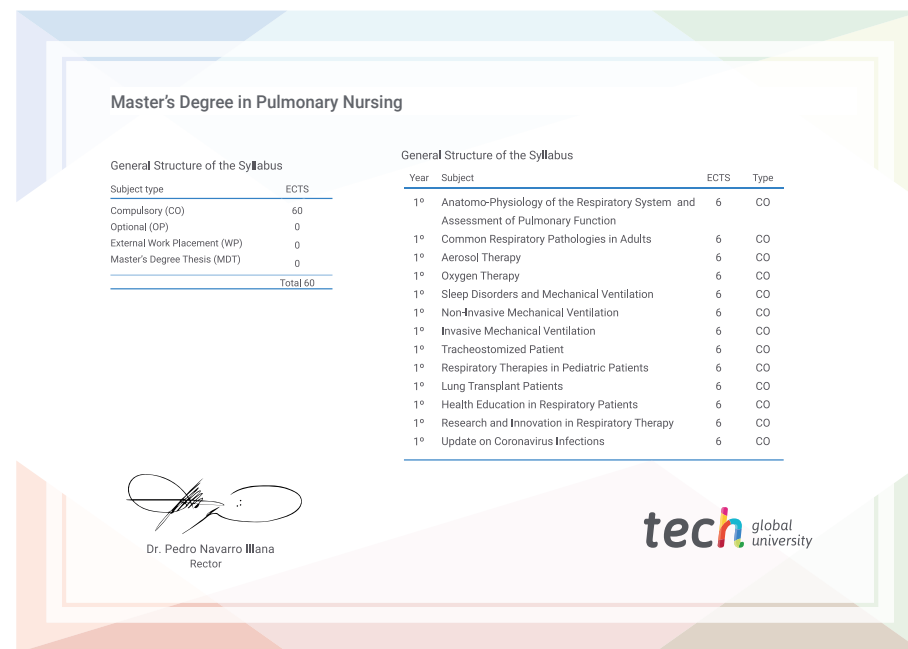 Master's Degree in Pulmonary Nursing
General Structure of the Syllabus
Subject type ECTS
Compulsory (CO) 60
Optional (OP) 0
External Work Placement (WP) 0
Master's Degree Thesis (MDT) 0
Total 60
General Structure of the Syllabus
Year Subject ECTS Type
1º Anatomo-Physiology of the Respiratory System and 6 CO
Assessment of Pulmonary Function
1º Common Respiratory Pathologies in Adults 6 CO
1º Aerosol Therapy 6 CO
1º Oxygen Therapy 6 CO
1º Sleep Disorders and Mechanical Ventilation 6 CO
1º Non-Invasive Mechanical Ventilation 6 CO
1º Invasive Mechanical Ventilation 6 CO
1º Tracheostomized Patient 6 CO
1º Respiratory Therapies in Pediatric Patients 6 CO
1º Lung Transplant Patients 6 CO
1º Health Education in Respiratory Patients 6 CO
1º Research and Innovation in Respiratory Therapy 6 CO
1º Update on Coronavirus Infections 6 CO
Dr. Pedro Navarro Illana
Rector
tech global
university